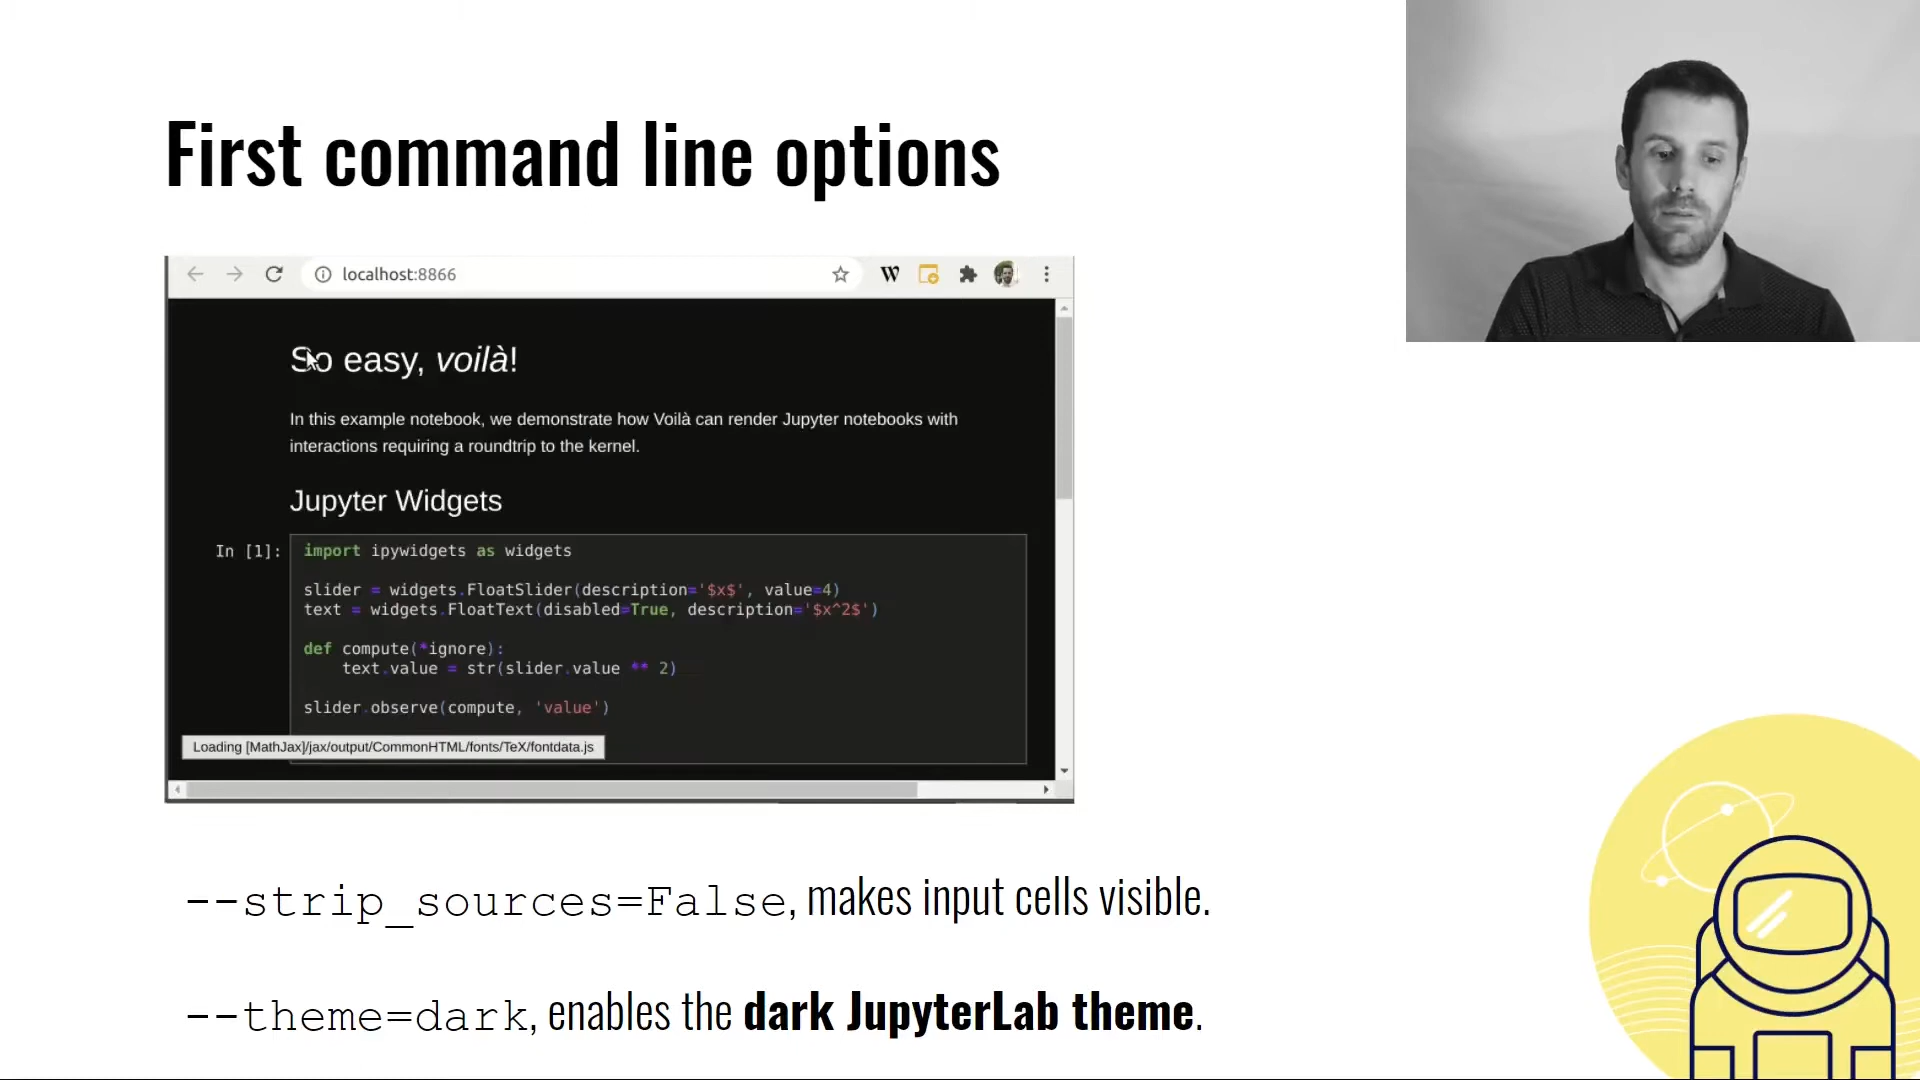 First command line options
localhost:8866
W
So easy, voilà!
In this example notebook, we demonstrate how Voilà can render Jupyter notebooks with
interactions requiring a roundtrip to the kernel.
Jupyter Widgets
In [1]:
import ipywidgets as widgets
slider = widgets.FloatSlider(description='$x$', value=4)
text = widgets.FloatText(disabled=True, description='$x^2$')
def compute(*ignore):
    text.value = str(slider.value ** 2)
slider.observe(compute, 'value')
Loading [MathJax]/jax/output/CommonHTML/fonts/TeX/fontdata.js
--strip_sources=False, makes input cells visible.
--theme=dark, enables the dark JupyterLab theme.